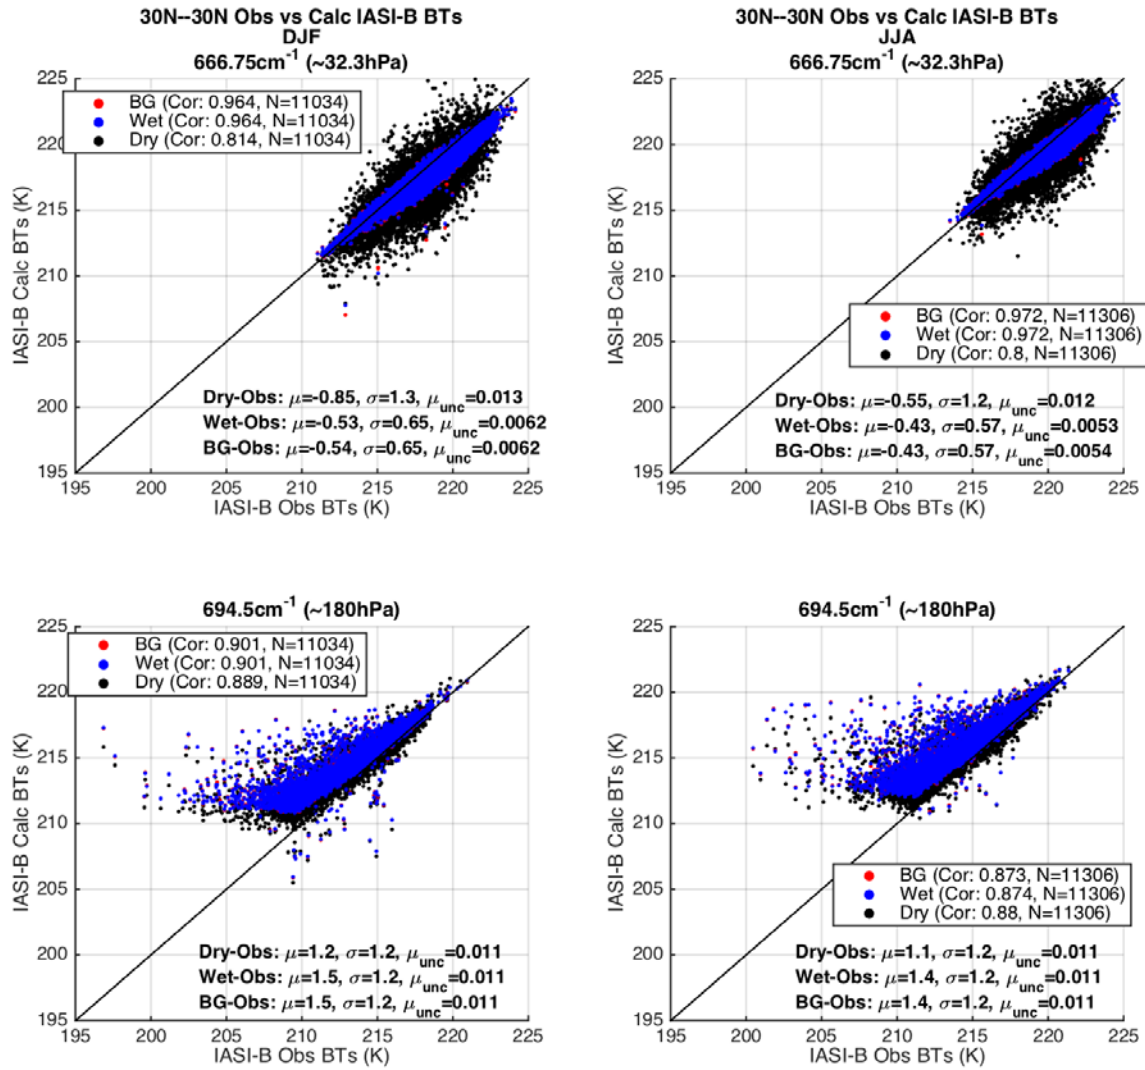 30N--30N Obs vs Calc IASI-B BTs
DJF
666.75cm⁻¹ (~32.3hPa)
225
220
215
210
205
200
195
IASI-B Calc BTs (K)
BG (Cor: 0.964, N=11034)
Wet (Cor: 0.964, N=11034)
Dry (Cor: 0.814, N=11034)
Dry-Obs: μ=-0.85, σ=1.3, μunc=0.013
Wet-Obs: μ=-0.53, σ=0.65, μunc=0.0062
BG-Obs: μ=-0.54, σ=0.65, μunc=0.0062
195 200 205 210 215 220 225
IASI-B Obs BTs (K)
30N--30N Obs vs Calc IASI-B BTs
JJA
666.75cm⁻¹ (~32.3hPa)
225
220
215
210
205
200
195
IASI-B Calc BTs (K)
BG (Cor: 0.972, N=11306)
Wet (Cor: 0.972, N=11306)
Dry (Cor: 0.8, N=11306)
Dry-Obs: μ=-0.55, σ=1.2, μunc=0.012
Wet-Obs: μ=-0.43, σ=0.57, μunc=0.0053
BG-Obs: μ=-0.43, σ=0.57, μunc=0.0054
195 200 205 210 215 220 225
IASI-B Obs BTs (K)
694.5cm⁻¹ (~180hPa)
225
220
215
210
205
200
195
IASI-B Calc BTs (K)
BG (Cor: 0.901, N=11034)
Wet (Cor: 0.901, N=11034)
Dry (Cor: 0.889, N=11034)
Dry-Obs: μ=1.2, σ=1.2, μunc=0.011
Wet-Obs: μ=1.5, σ=1.2, μunc=0.011
BG-Obs: μ=1.5, σ=1.2, μunc=0.011
195 200 205 210 215 220 225
IASI-B Obs BTs (K)
694.5cm⁻¹ (~180hPa)
225
220
215
210
205
200
195
IASI-B Calc BTs (K)
BG (Cor: 0.873, N=11306)
Wet (Cor: 0.874, N=11306)
Dry (Cor: 0.88, N=11306)
Dry-Obs: μ=1.1, σ=1.2, μunc=0.011
Wet-Obs: μ=1.4, σ=1.2, μunc=0.011
BG-Obs: μ=1.4, σ=1.2, μunc=0.011
195 200 205 210 215 220 225
IASI-B Obs BTs (K)